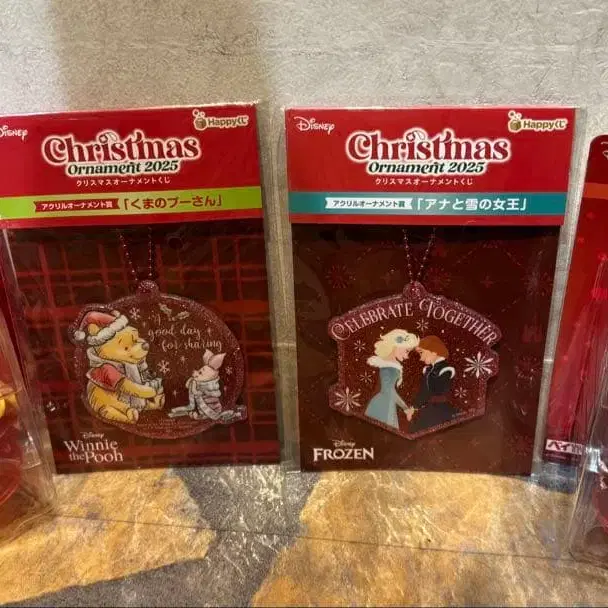 Disney
Happyくじ
Christmas
Ornament 2025
クリスマスオーナメントくじ
アクリルオーナメント賞 「くまのプーさん」
A
good day
for sharing
Disney
Winnie
the Pooh
Disney
Happyくじ
Christmas
Ornament 2025
クリスマスオーナメントくじ
アクリルオーナメント賞 「アナと雪の女王」
CELEBRATE TOGETHER
Disney
FROZEN